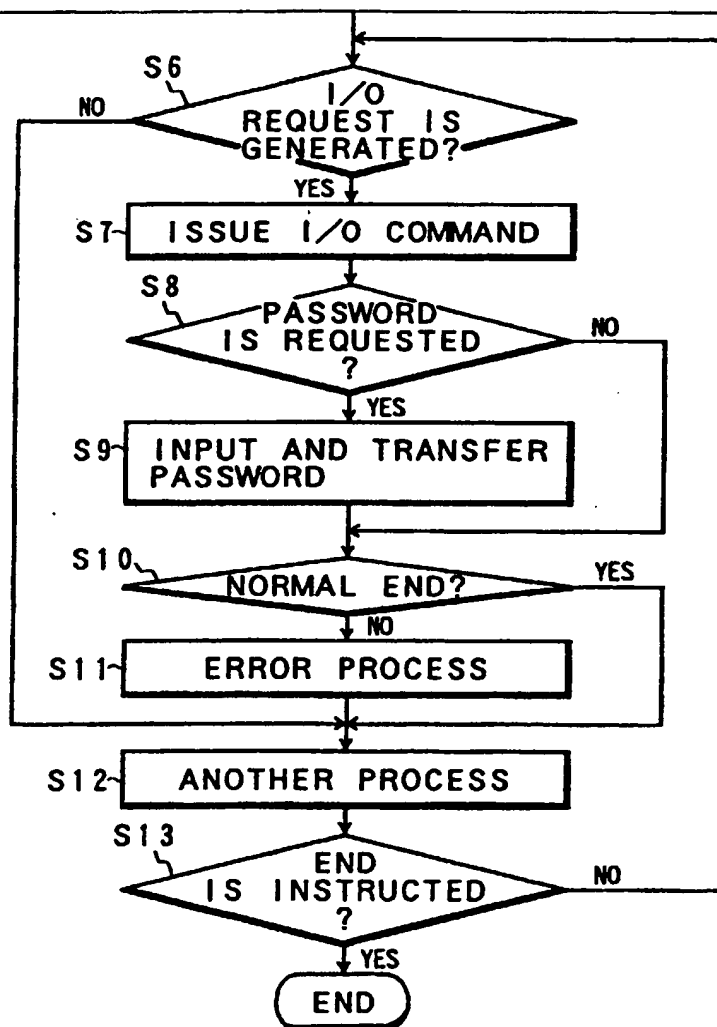 S6
I/O
NO
REQUEST IS
GENERATED?
YES
S7
ISSUE I/O COMMAND
S8
PASSWORD
NO
IS REQUESTED
?
YES
S9
INPUT AND TRANSFER
PASSWORD
S10
NORMAL END?
YES
NO
S11
ERROR PROCESS
S12
ANOTHER PROCESS
S13
END
NO
IS INSTRUCTED
?
YES
END